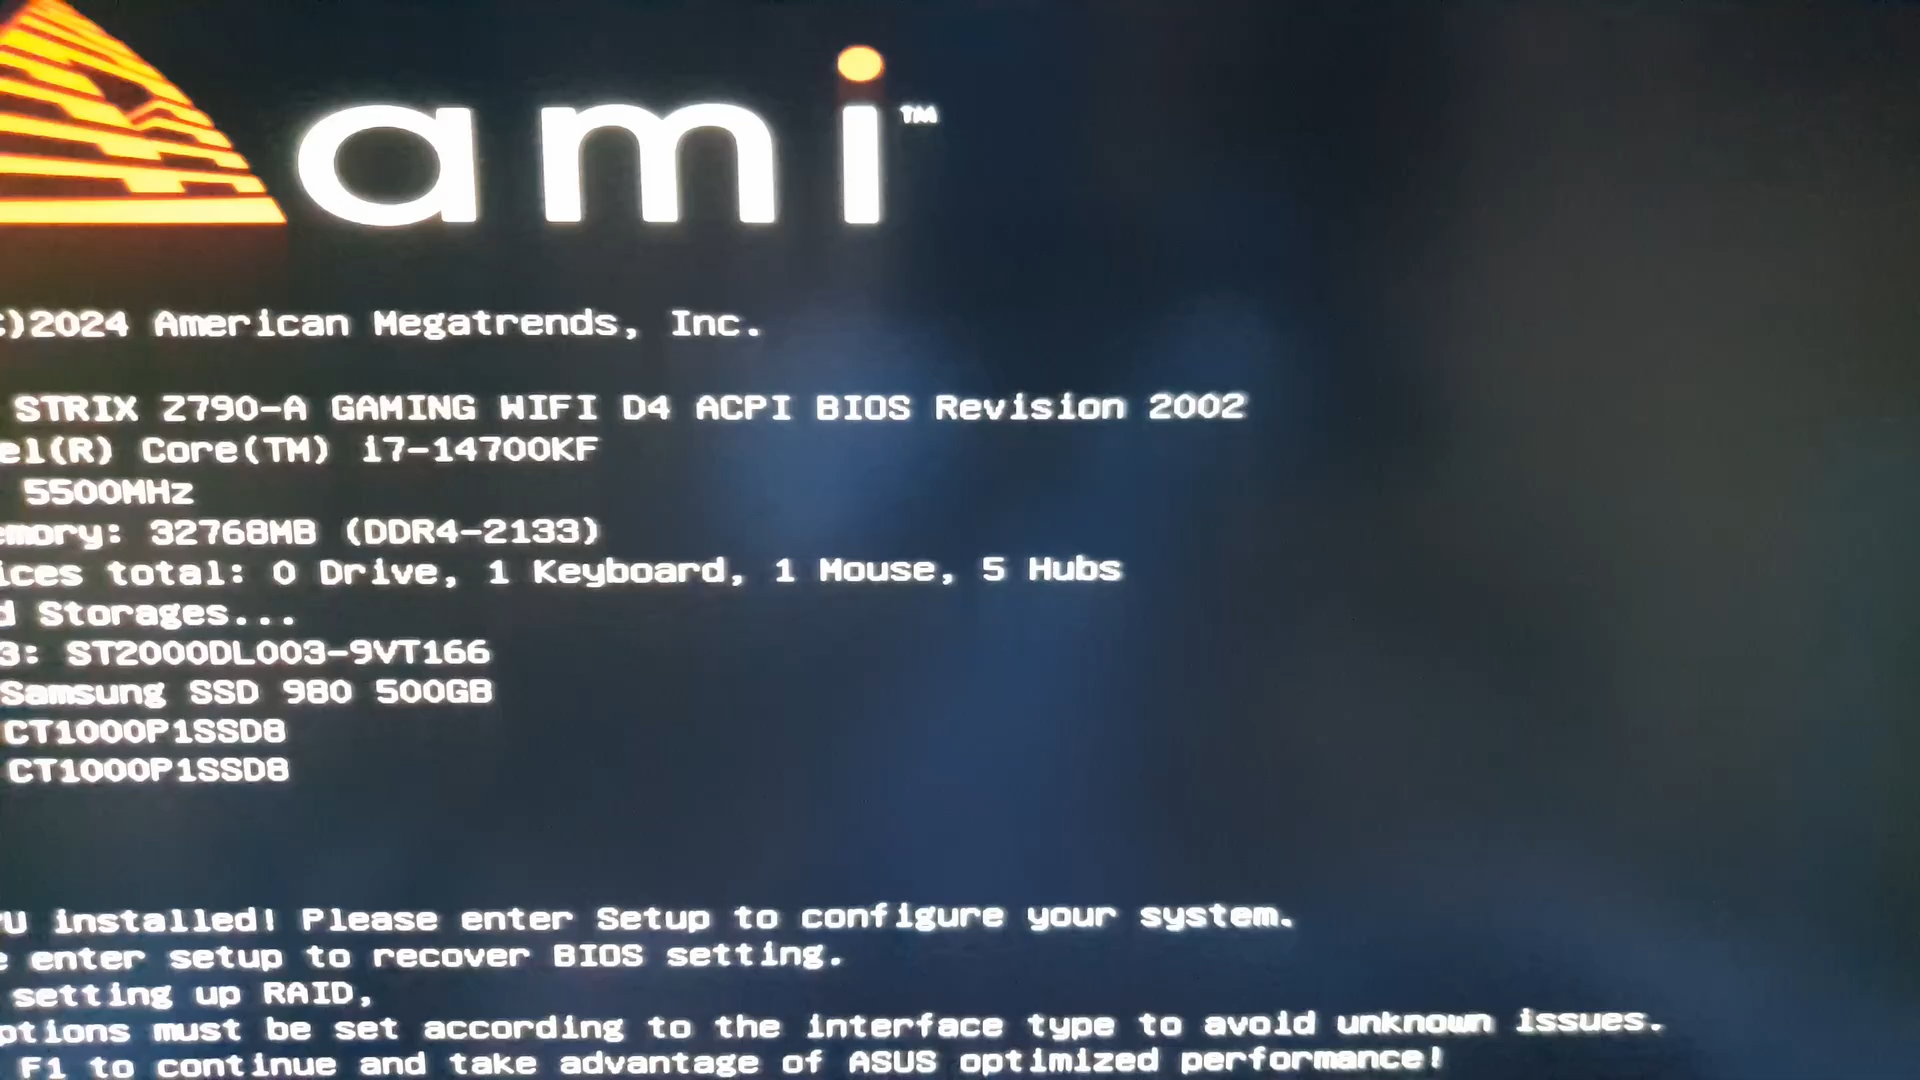 ami™
)2024 American Megatrends, Inc.
STRIX Z790-A GAMING WIFI D4 ACPI BIOS Revision 2002
el(R) Core(TM) i7-14700KF
5500MHz
emory: 32768MB (DDR4-2133)
ices total: 0 Drive, 1 Keyboard, 1 Mouse, 5 Hubs
d Storages...
3: ST2000DL003-9VT166
Samsung SSD 980 500GB
CT1000P1SSD8
CT1000P1SSD8
U installed! Please enter Setup to configure your system.
e enter setup to recover BIOS setting.
setting up RAID,
ptions must be set according to the interface type to avoid unknown issues.
F1 to continue and take advantage of ASUS optimized performance!